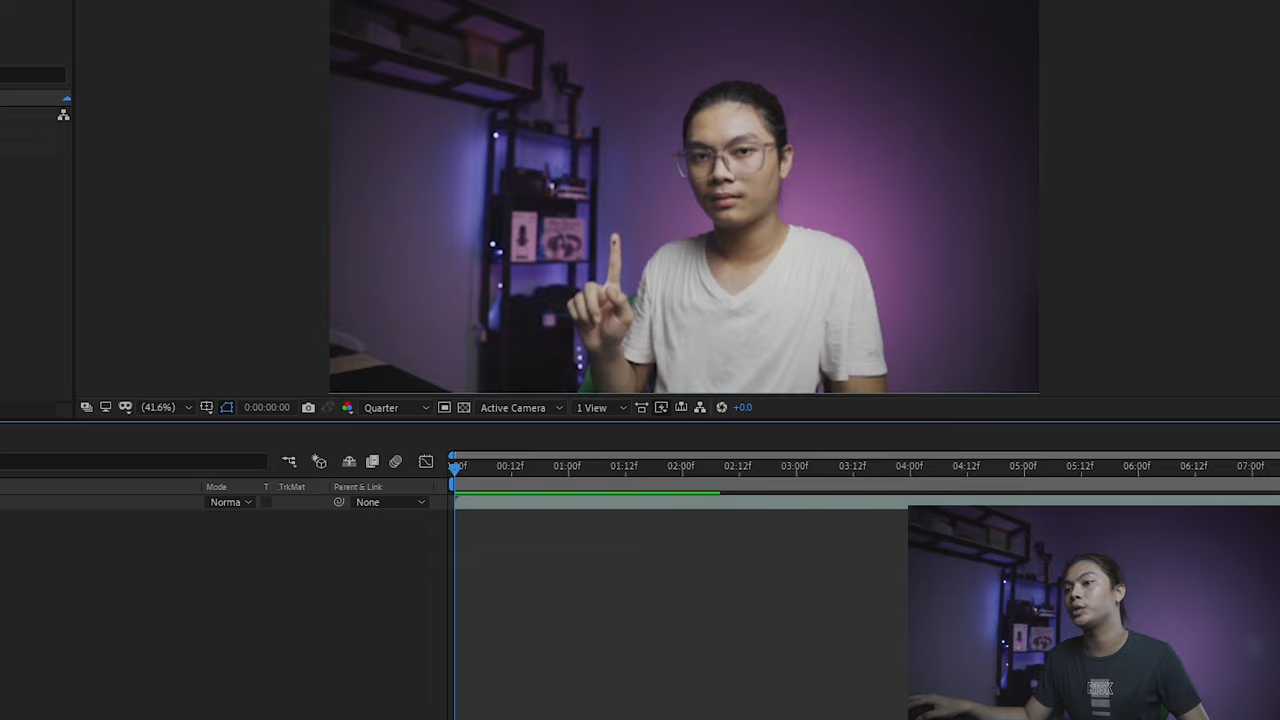 (41.6%)
0:00:00:00
Quarter
Active Camera
1 View
+0.0
00f
00:12f
01:00f
01:12f
02:00f
02:12f
03:00f
03:12f
04:00f
04:12f
05:00f
05:12f
06:00f
06:12f
07:00f
Mode
T
.TrkMat
Parent & Link
Norma
None
RISK